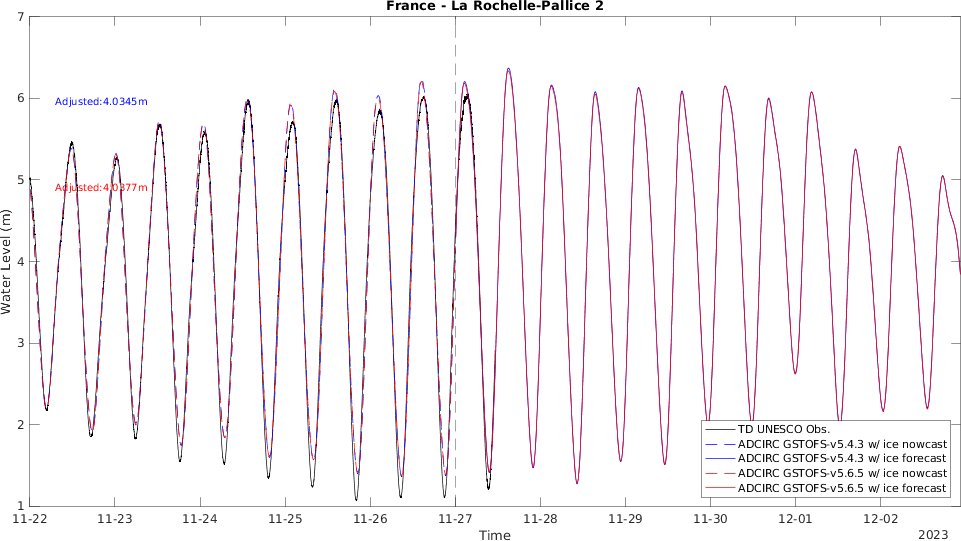 France - La Rochelle-Pallice 2
7
6
5
4
3
2
1
Water Level (m)
Adjusted:4.0345m
Adjusted:4.0377m
TD UNESCO Obs.
ADCIRC GSTOFS-v5.4.3 w/ ice nowcast
ADCIRC GSTOFS-v5.4.3 w/ ice forecast
ADCIRC GSTOFS-v5.6.5 w/ ice nowcast
ADCIRC GSTOFS-v5.6.5 w/ ice forecast
11-22 11-23 11-24 11-25 11-26 11-27 11-28 11-29 11-30 12-01 12-02
Time
2023